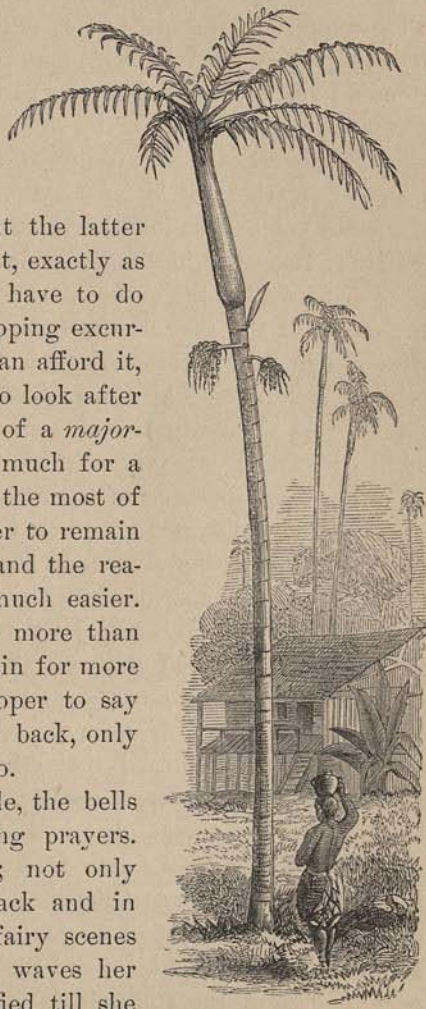 t the latter
t, exactly as
have to do
pping excur-
an afford it,
o look after
of a major-
much for a
the most of
er to remain
and the rea-
nuch easier.
more than
in for more
oper to say
back, only
o.
le, the bells
ng prayers.
; not only
ack and in
fairy scenes
waves her
fied till she